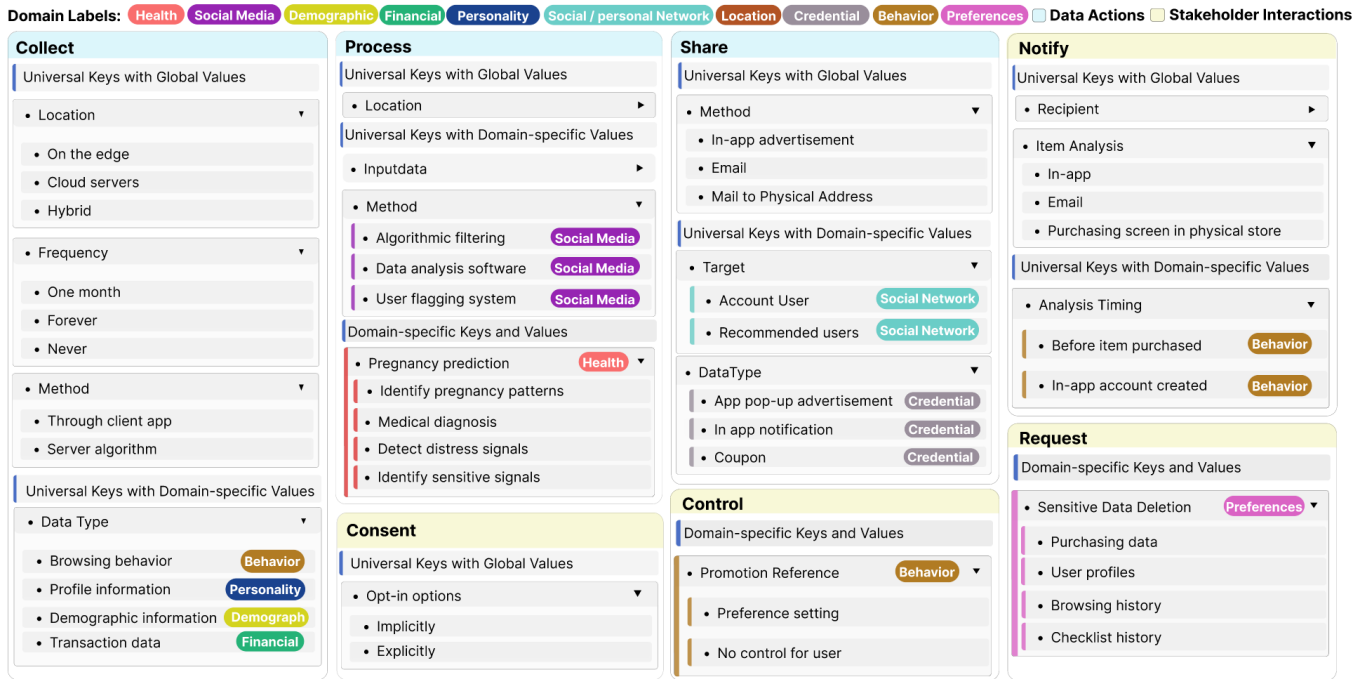 Domain Labels: Health Social Media Demographic Financial Personality Social / personal Network Location Credential Behavior Preferences Data Actions Stakeholder Interactions
Collect
Universal Keys with Global Values
• Location
• On the edge
• Cloud servers
• Hybrid
• Frequency
• One month
• Forever
• Never
• Method
• Through client app
• Server algorithm
Universal Keys with Domain-specific Values
• Data Type
• Browsing behavior Behavior
• Profile information Personality
• Demographic information Demograph
• Transaction data Financial
Process
Universal Keys with Global Values
• Location
Universal Keys with Domain-specific Values
• Inputdata
• Method
• Algorithmic filtering Social Media
• Data analysis software Social Media
• User flagging system Social Media
Domain-specific Keys and Values
• Pregnancy prediction Health
• Identify pregnancy patterns
• Medical diagnosis
• Detect distress signals
• Identify sensitive signals
Consent
Universal Keys with Global Values
• Opt-in options
• Implicitly
• Explicitly
Share
Universal Keys with Global Values
• Method
• In-app advertisement
• Email
• Mail to Physical Address
Universal Keys with Domain-specific Values
• Target
• Account User Social Network
• Recommended users Social Network
• DataType
• App pop-up advertisement Credential
• In app notification Credential
• Coupon Credential
Control
Domain-specific Keys and Values
• Promotion Reference Behavior
• Preference setting
• No control for user
Notify
Universal Keys with Global Values
• Recipient
• Item Analysis
• In-app
• Email
• Purchasing screen in physical store
Universal Keys with Domain-specific Values
• Analysis Timing
• Before item purchased Behavior
• In-app account created Behavior
Request
Domain-specific Keys and Values
• Sensitive Data Deletion Preferences
• Purchasing data
• User profiles
• Browsing history
• Checklist history